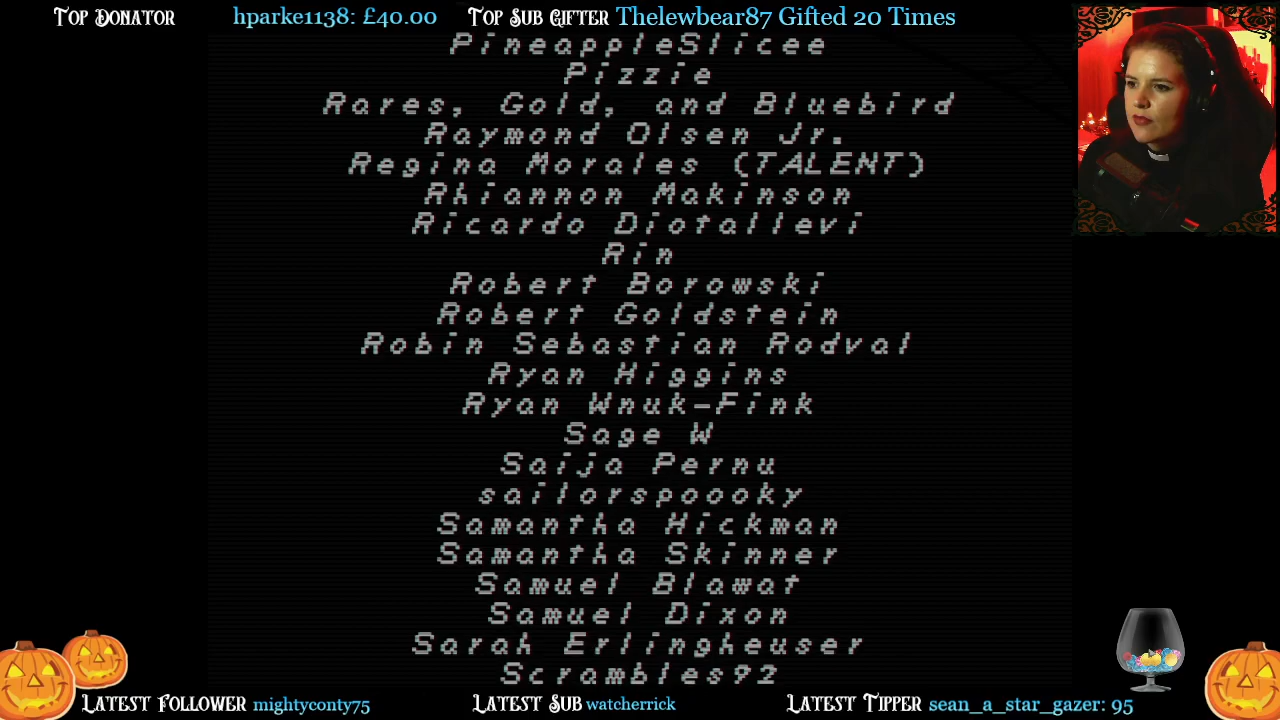 Top Donator hparke1138: £40.00 Top Sub Gifter Thelewbear87 Gifted 20 Times
PineappleSlicee
Pizzie
Rares, Gold, and Bluebird
Raymond Olsen Jr.
Regina Morales (TALENT)
Rhiannon Makinson
Ricardo Diotallevi
Rin
Robert Borowski
Robert Goldstein
Robin Sebastian Rodval
Ryan Higgins
Ryan Wnuk-Fink
Sage W
Saija Pernu
sailorspoooky
Samantha Hickman
Samantha Skinner
Samuel Blawat
Samuel Dixon
Sarah Erlingheuser
Scrambles92
Latest Follower mightyconty75 Latest Sub watcherrick Latest Tipper sean_a_star_gazer: 95